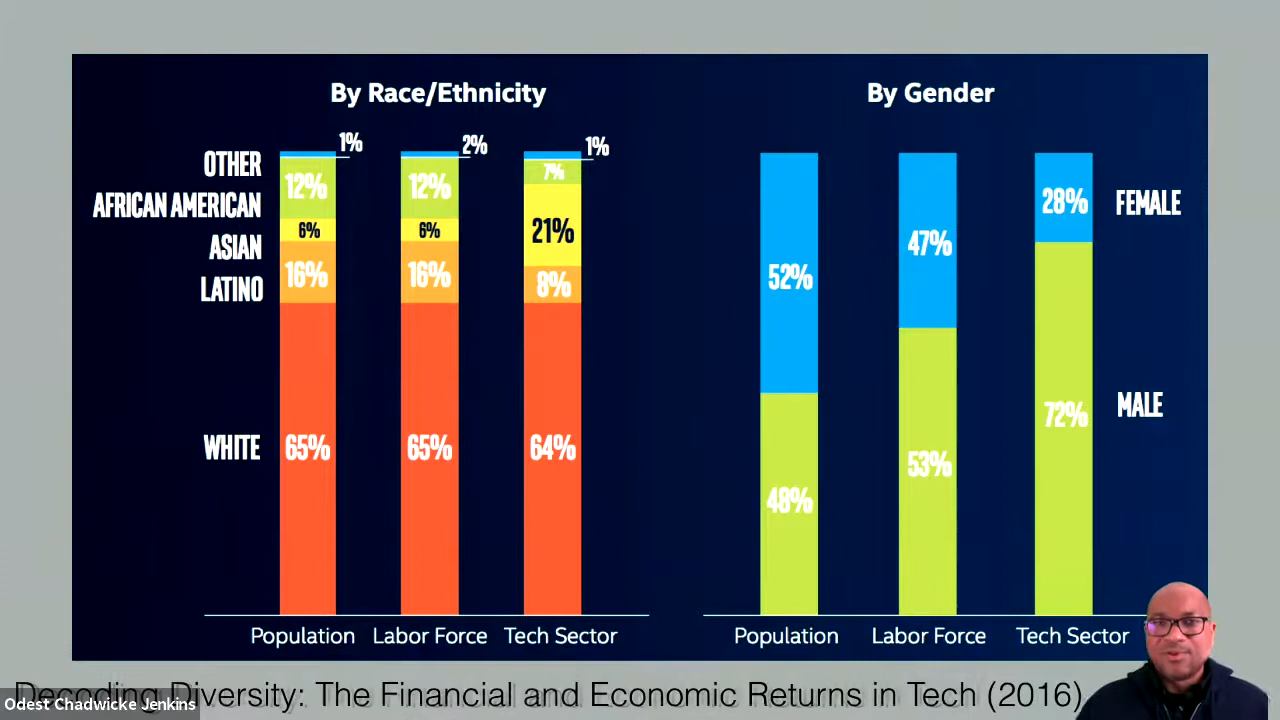 By Race/Ethnicity
OTHER
AFRICAN AMERICAN
ASIAN
LATINO
WHITE
1%
12%
6%
16%
65%
2%
12%
6%
16%
65%
1%
7%
21%
8%
64%
Population
Labor Force
Tech Sector
By Gender
52%
48%
47%
53%
28%
72%
FEMALE
MALE
Population
Labor Force
Tech Sector
Decoding Diversity: The Financial and Economic Returns in Tech (2016)
Odest Chadwicke Jenkins